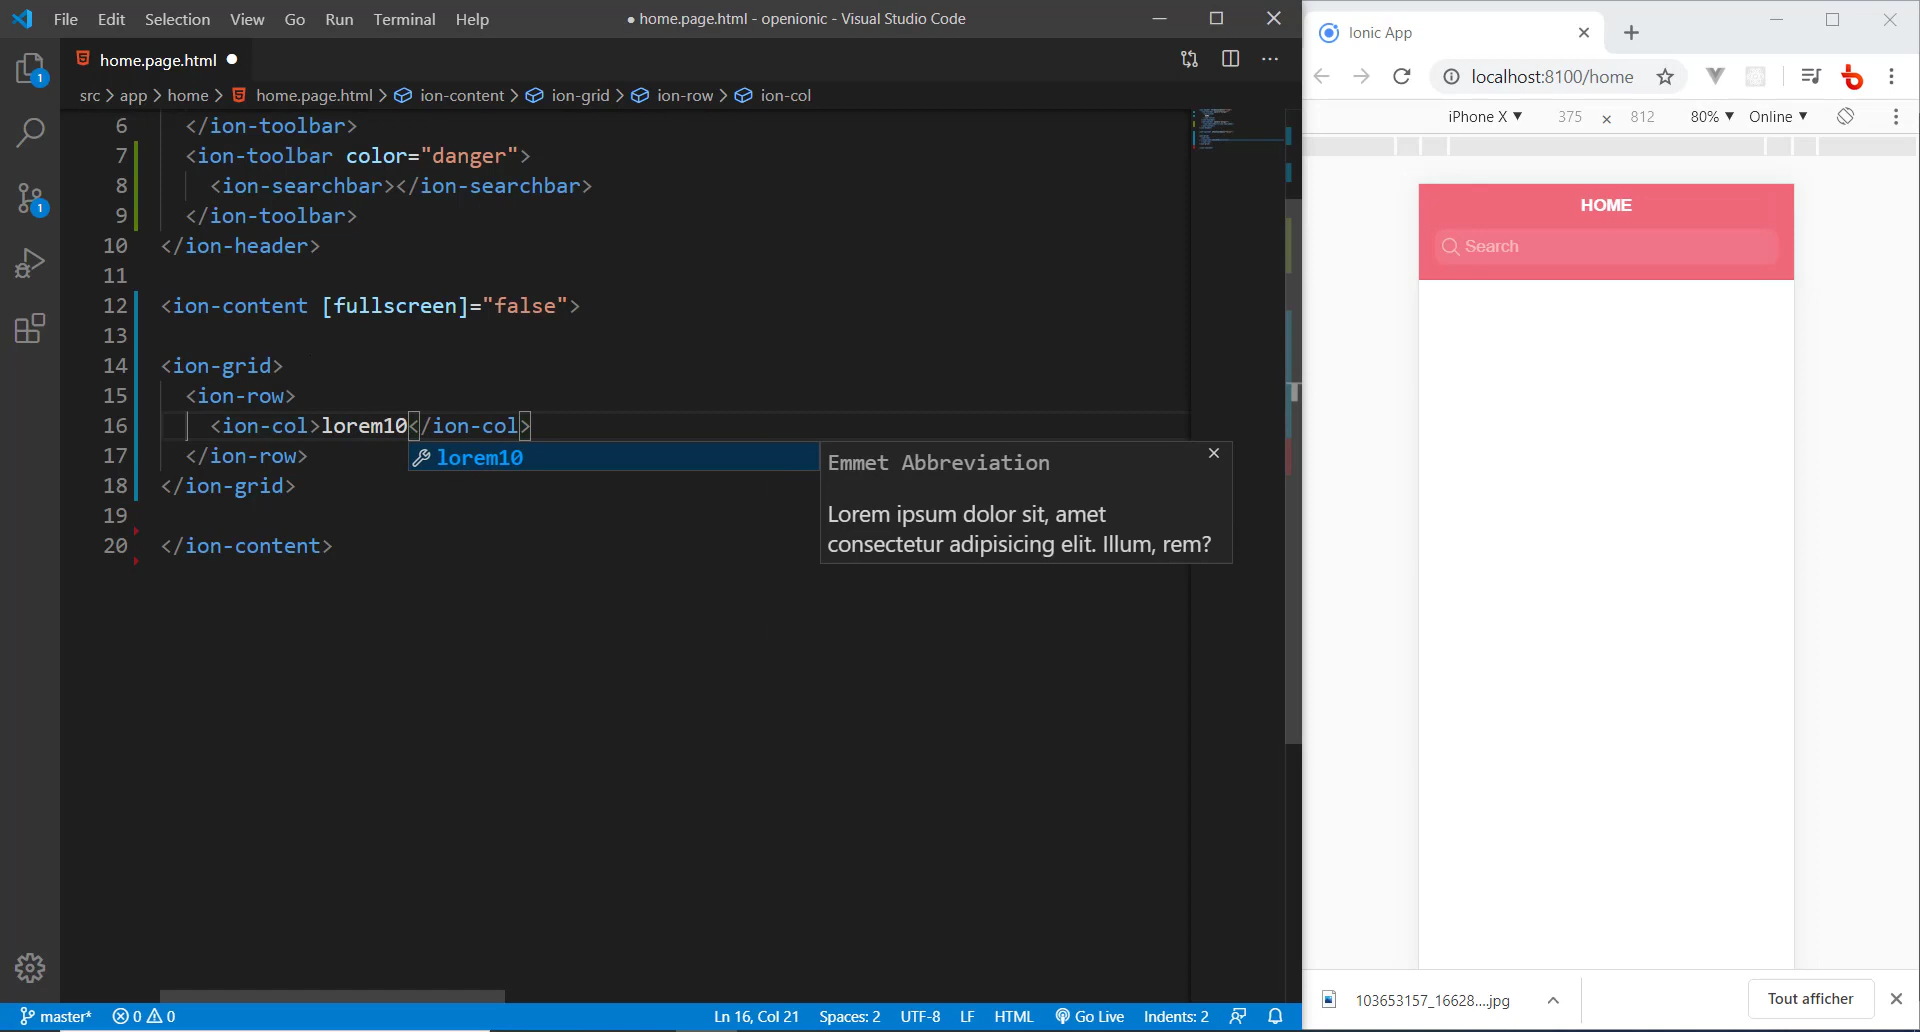 File Edit Selection View Go Run Terminal Help
● home.page.html - openionic - Visual Studio Code
home.page.html ●
src > app > home > home.page.html > ion-content > ion-grid > ion-row > ion-col
6 </ion-toolbar>
7 <ion-toolbar color="danger">
8 <ion-searchbar></ion-searchbar>
9 </ion-toolbar>
10 </ion-header>
11
12 <ion-content [fullscreen]="false">
13
14 <ion-grid>
15 <ion-row>
16 <ion-col>lorem10</ion-col>
17 </ion-row>
18 </ion-grid>
19
20 </ion-content>
lorem10
Emmet Abbreviation
Lorem ipsum dolor sit, amet
consectetur adipisicing elit. Illum, rem?
1
1
master* 0 0 Ln 16, Col 21 Spaces: 2 UTF-8 LF HTML Go Live Indents: 2
Ionic App
localhost:8100/home
iPhone X ▼ 375 × 812 80% ▼ Online ▼
HOME
Search
103653157_16628....jpg
Tout afficher